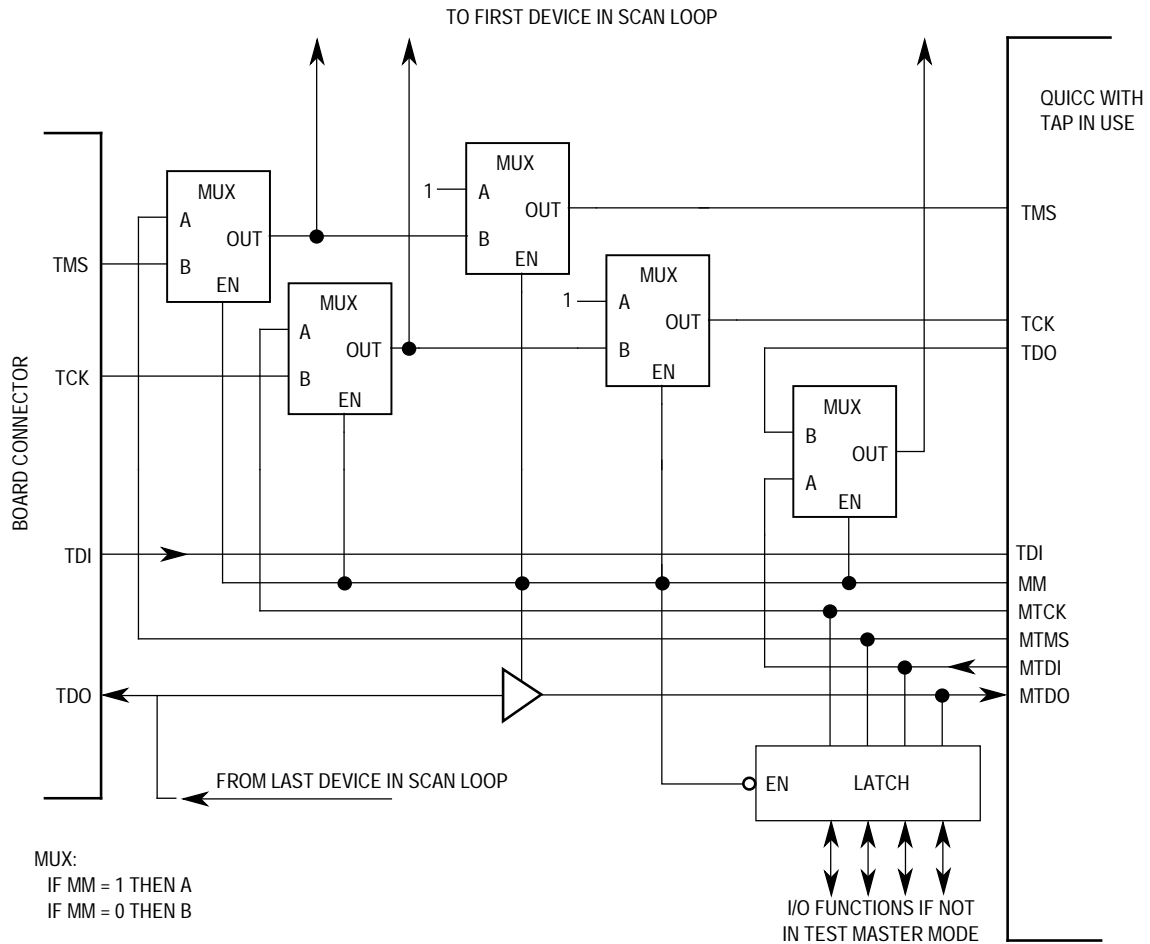 TO FIRST DEVICE IN SCAN LOOP
QUICC WITH
TAP IN USE
MUX
A
OUT
B
EN
MUX
1
A
OUT
B
EN
TMS
TMS
MUX
A
OUT
B
EN
MUX
1
A
OUT
B
EN
TCK
TCK
TDO
MUX
B
OUT
A
EN
BOARD CONNECTOR
TDI
TDI
MM
MTCK
MTMS
MTDI
TDO
MTDO
FROM LAST DEVICE IN SCAN LOOP
EN
LATCH
MUX:
IF MM = 1 THEN A
IF MM = 0 THEN B
I/O FUNCTIONS IF NOT
IN TEST MASTER MODE